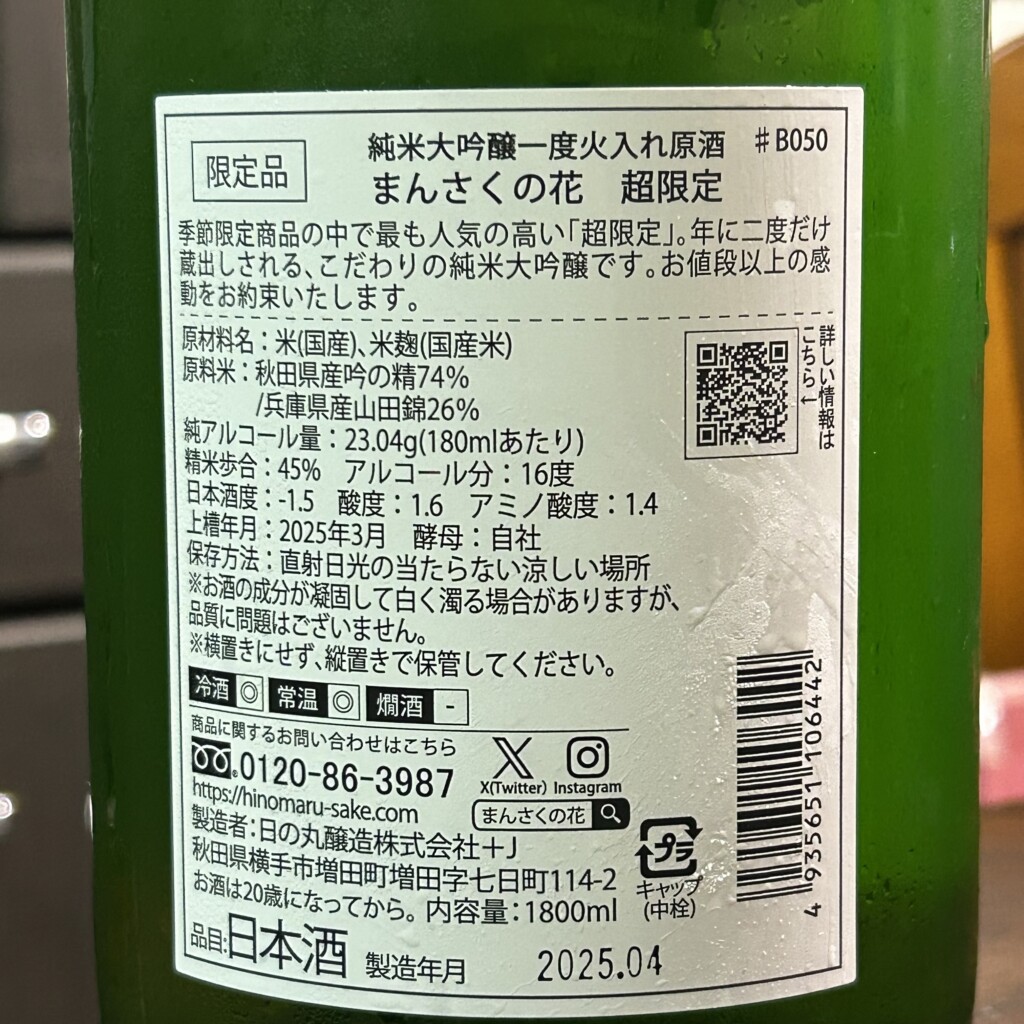 限定品
純米大吟醸一度火入れ原酒 #B050
まんさくの花 超限定
季節限定商品の中で最も人気の高い「超限定」。年に二度だけ
蔵出しされる、こだわりの純米大吟醸です。お値段以上の感
動をお約束いたします。
原材料名：米(国産)、米麹(国産米)
原料米：秋田県産吟の精74%
/兵庫県産山田錦26%
純アルコール量：23.04g(180mlあたり)
精米歩合：45% アルコール分：16度
日本酒度：-1.5 酸度：1.6 アミノ酸度：1.4
上槽年月：2025年3月 酵母：自社
保存方法：直射日光の当たらない涼しい場所
※お酒の成分が凝固して白く濁る場合がありますが、
品質に問題はございません。
※横置きにせず、縦置きで保管してください。
詳しい情報は
こちら←
冷酒 ◎ 常温 ◎ 燗酒 -
商品に関するお問い合わせはこちら
0120-86-3987
https://hinomaru-sake.com
X(Twitter) Instagram
まんさくの花
製造者：日の丸醸造株式会社＋J
秋田県横手市増田町増田字七日町114-2
お酒は20歳になってから。内容量：1800ml
品目：日本酒 製造年月 2025.04
プラ
キャップ
(中栓)
4 935651 106442